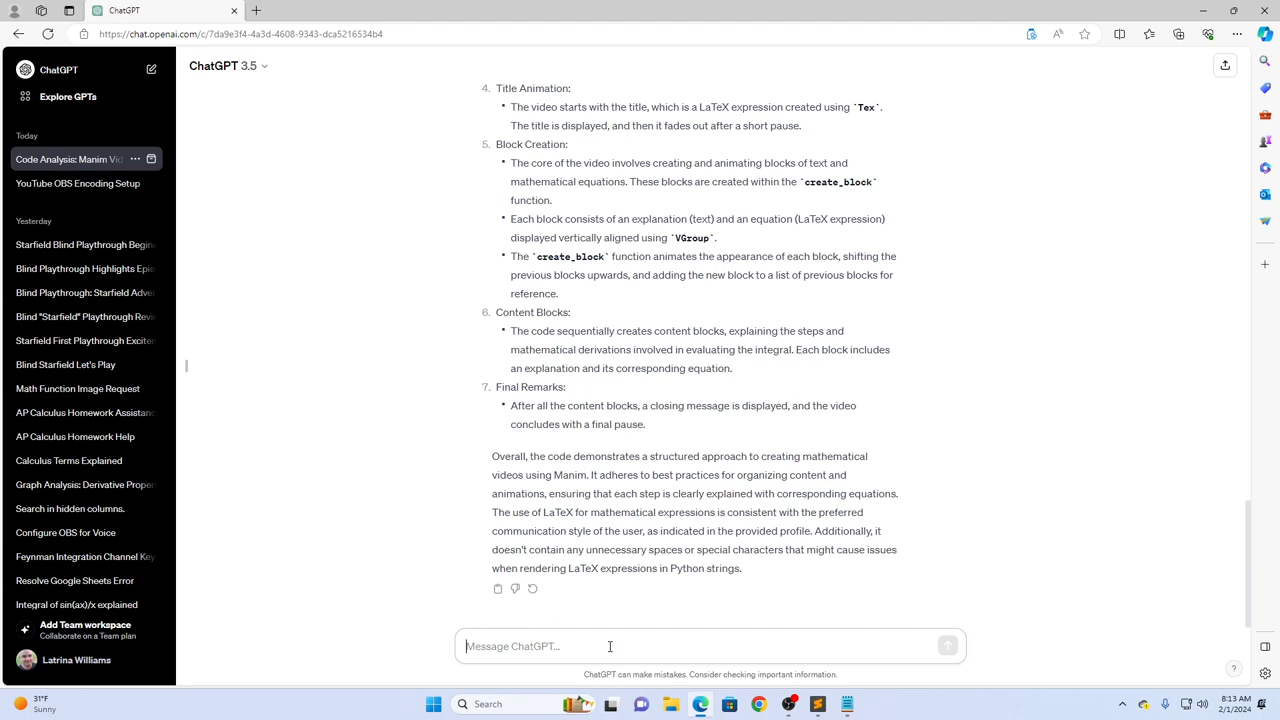 ChatGPT
https://chat.openai.com/c/7da9e3f4-4a3d-4608-9343-dca5216534b4
ChatGPT
Explore GPTs
Today
Code Analysis: Manim Vid
YouTube OBS Encoding Setup
Yesterday
Starfield Blind Playthrough Begin
Blind Playthrough Highlights Epis
Blind Playthrough: Starfield Adve
Blind "Starfield" Playthrough Revi
Starfield First Playthrough Exciten
Blind Starfield Let's Play
Math Function Image Request
AP Calculus Homework Assistanc
AP Calculus Homework Help
Calculus Terms Explained
Graph Analysis: Derivative Proper
Search in hidden columns.
Configure OBS for Voice
Feynman Integration Channel Key
Resolve Google Sheets Error
Integral of sin(ax)/x explained
Add Team workspace
Collaborate on a Team plan
Latrina Williams
ChatGPT 3.5
4. Title Animation:
• The video starts with the title, which is a LaTeX expression created using `Tex`.
The title is displayed, and then it fades out after a short pause.
5. Block Creation:
• The core of the video involves creating and animating blocks of text and
mathematical equations. These blocks are created within the `create_block`
function.
• Each block consists of an explanation (text) and an equation (LaTeX expression)
displayed vertically aligned using `VGroup`.
• The `create_block` function animates the appearance of each block, shifting the
previous blocks upwards, and adding the new block to a list of previous blocks for
reference.
6. Content Blocks:
• The code sequentially creates content blocks, explaining the steps and
mathematical derivations involved in evaluating the integral. Each block includes
an explanation and its corresponding equation.
7. Final Remarks:
• After all the content blocks, a closing message is displayed, and the video
concludes with a final pause.
Overall, the code demonstrates a structured approach to creating mathematical
videos using Manim. It adheres to best practices for organizing content and
animations, ensuring that each step is clearly explained with corresponding equations.
The use of LaTeX for mathematical expressions is consistent with the preferred
communication style of the user, as indicated in the provided profile. Additionally, it
doesn't contain any unnecessary spaces or special characters that might cause issues
when rendering LaTeX expressions in Python strings.
Message ChatGPT...
ChatGPT can make mistakes. Consider checking important information.
?
31°F
Sunny
Search
8:13 AM
2/1/2024